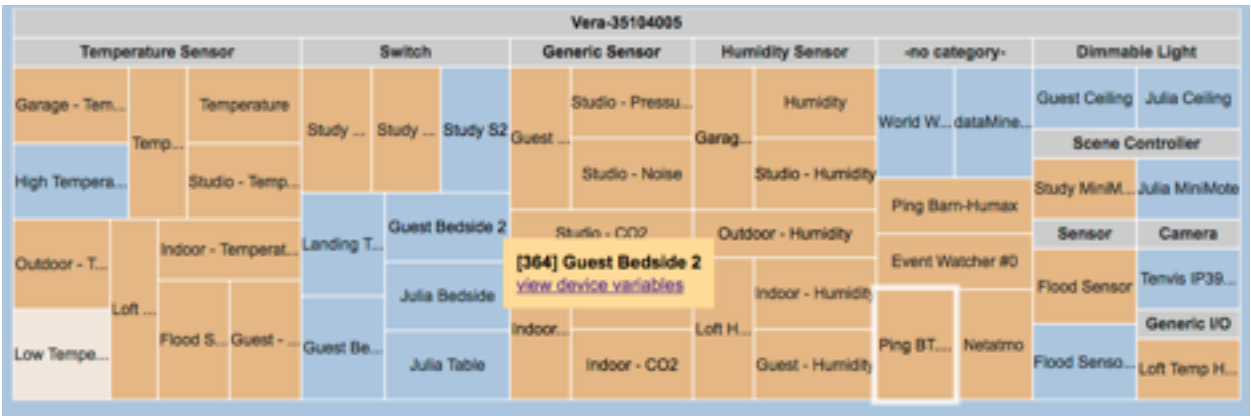 Vera-35104005
Temperature Sensor
Switch
Generic Sensor
Humidity Sensor
-no category-
Dimmable Light
Garage - Tem...
Temp...
Temperature
High Tempera...
Studio - Temp...
Outdoor - T...
Loft ...
Indoor - Temperat...
Low Tempe...
Flood S...
Guest - ...
Study ...
Study ...
Study S2
Landing T...
Guest Bedside 2
Julia Bedside
Guest Be...
Julia Table
Guest ...
Studio - Pressu...
Studio - Noise
Studio - CO2
[364] Guest Bedside 2
view device variables
Indoor...
Indoor - CO2
Garag...
Humidity
Studio - Humidity
Outdoor - Humidity
Loft H...
Indoor - Humidity
Guest - Humidity
World W...
dataMine...
Ping Barn-Humax
Event Watcher #0
Ping BT....
Netatmo
Guest Ceiling
Julia Ceiling
Scene Controller
Study MiniM...
Julia MiniMote
Sensor
Camera
Flood Sensor
Tenvis IP39...
Generic I/O
Flood Senso...
Loft Temp H...